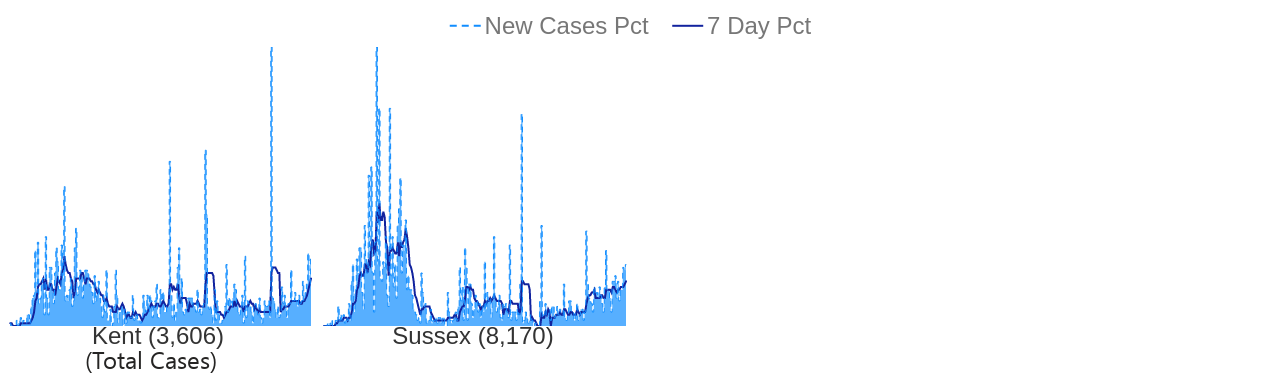 New Cases Pct 7 Day Pct
Kent (3,606) Sussex (8,170)
(Total Cases)